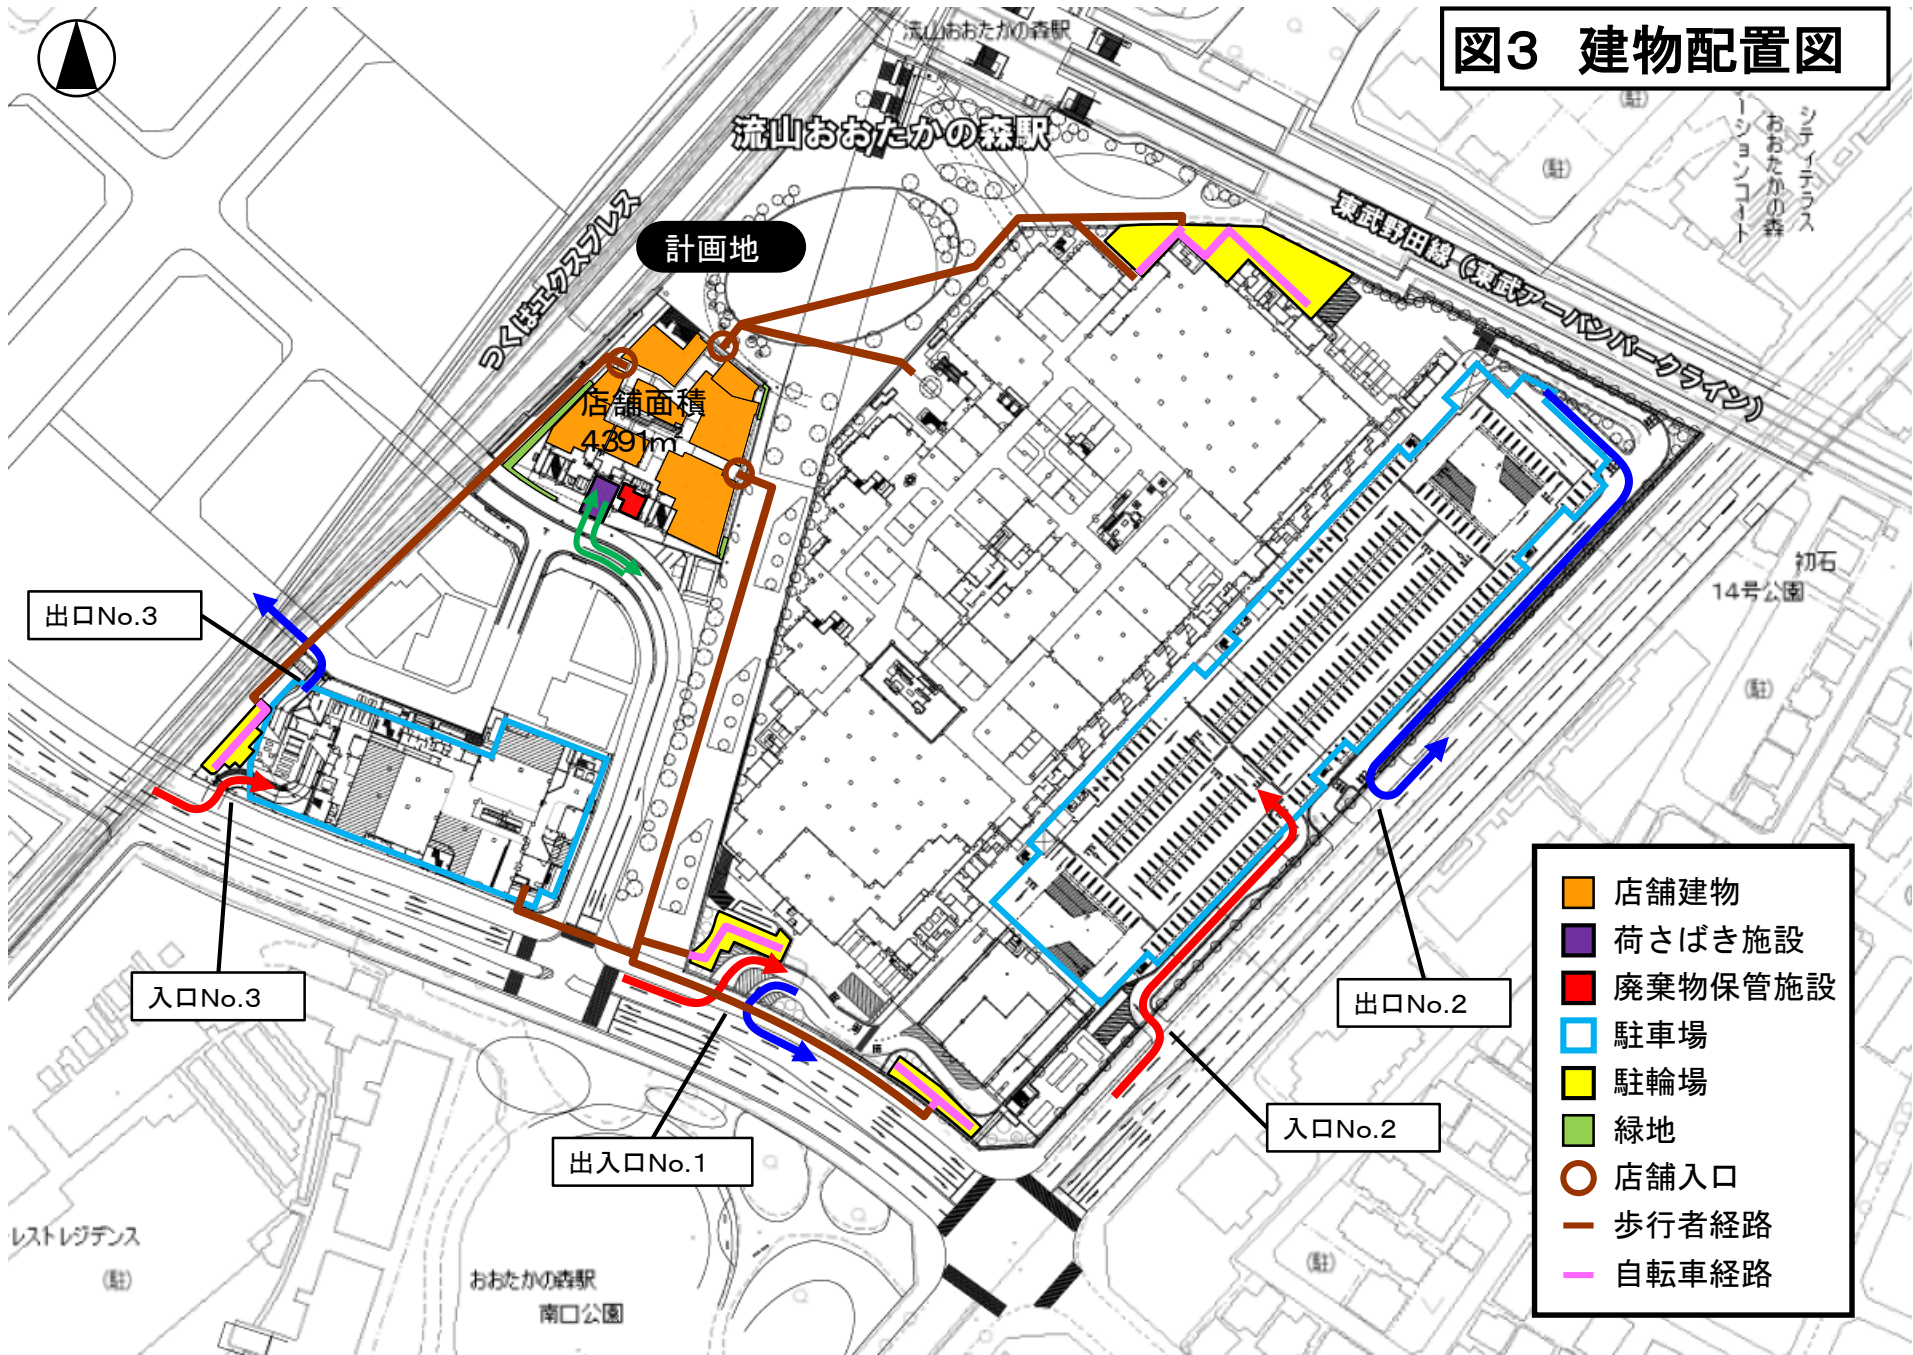 図3 建物配置図
流山おおたかの森駅
流山おおたかの森駅
(駐)
シティテラス
おおたかの森
ーションコート
(駐)
東武野田線(東武アーバンパークライン)
つくばエクスプレス
計画地
店舗面積
4391㎡
初石
14号公園
(駐)
出口No.3
入口No.3
出入口No.1
出口No.2
入口No.2
店舗建物
荷さばき施設
廃棄物保管施設
駐車場
駐輪場
緑地
店舗入口
歩行者経路
自転車経路
レストレジデンス
(駐)
おおたかの森駅
南口公園
(駐)